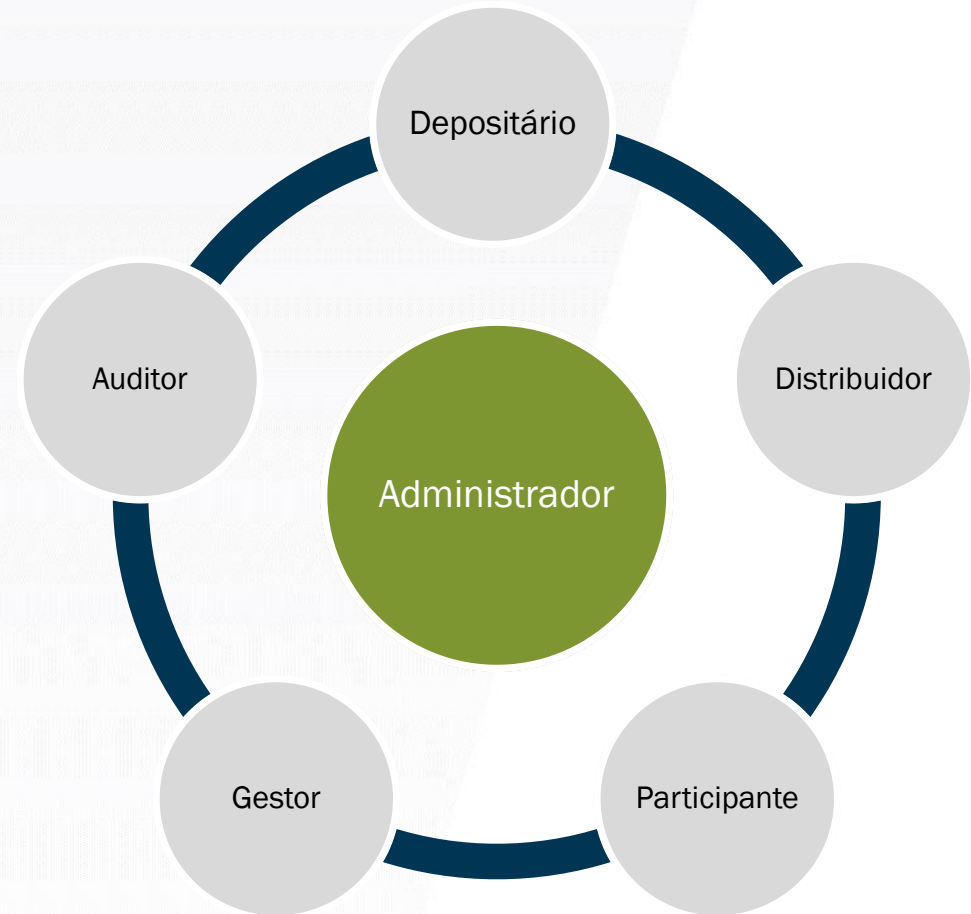 Depositário
Auditor
Distribuidor
Administrador
Gestor
Participante